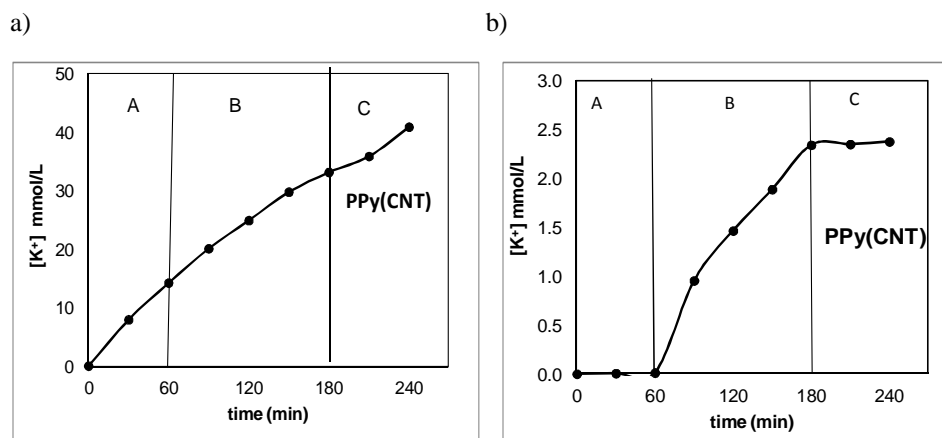 a)
b)
50
40
30
20
10
0
[K⁺] mmol/L
A
B
C
PPy(CNT)
0 60 120 180 240
time (min)
3.0
2.5
2.0
1.5
1.0
0.5
0.0
[K⁺] mmol/L
A
B
C
PPy(CNT)
0 60 120 180 240
time (min)